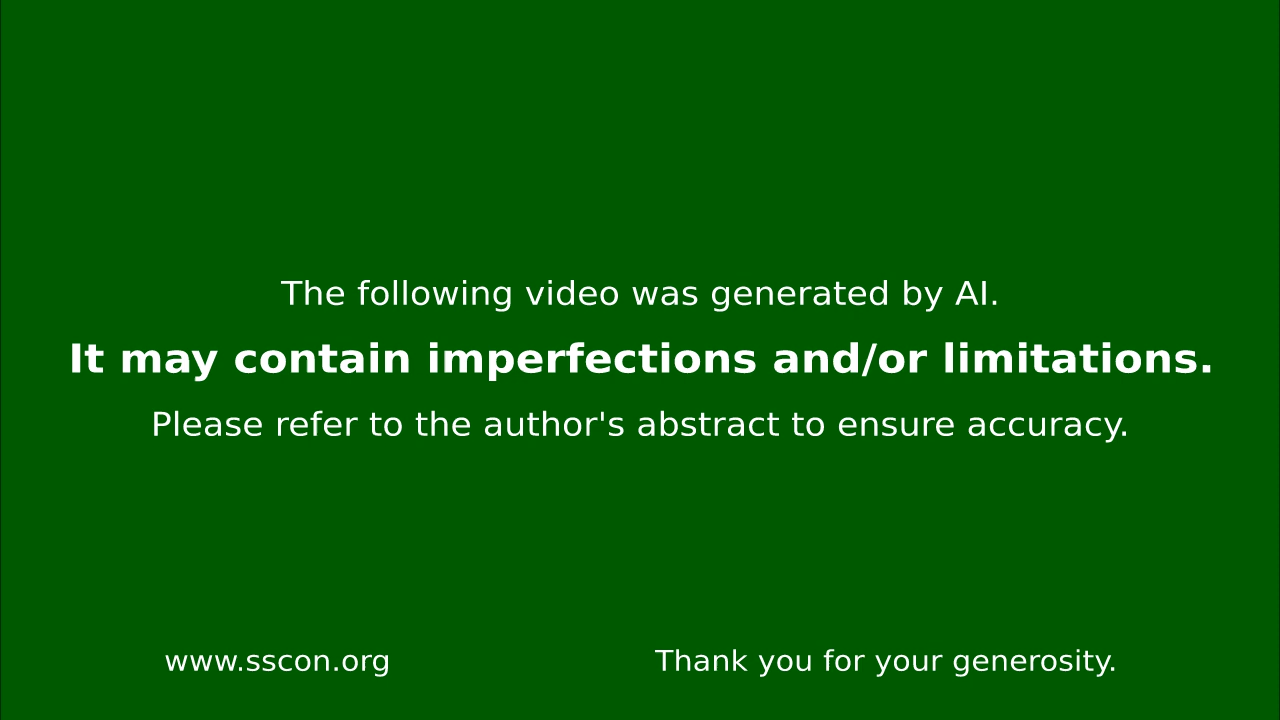 The following video was generated by AI.
It may contain imperfections and/or limitations.
Please refer to the author's abstract to ensure accuracy.
www.sscon.org
Thank you for your generosity.